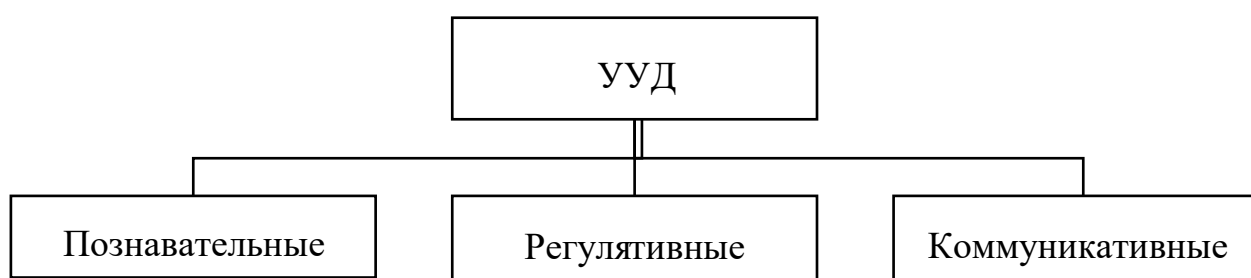 УУД
Познавательные
Регулятивные
Коммуникативные